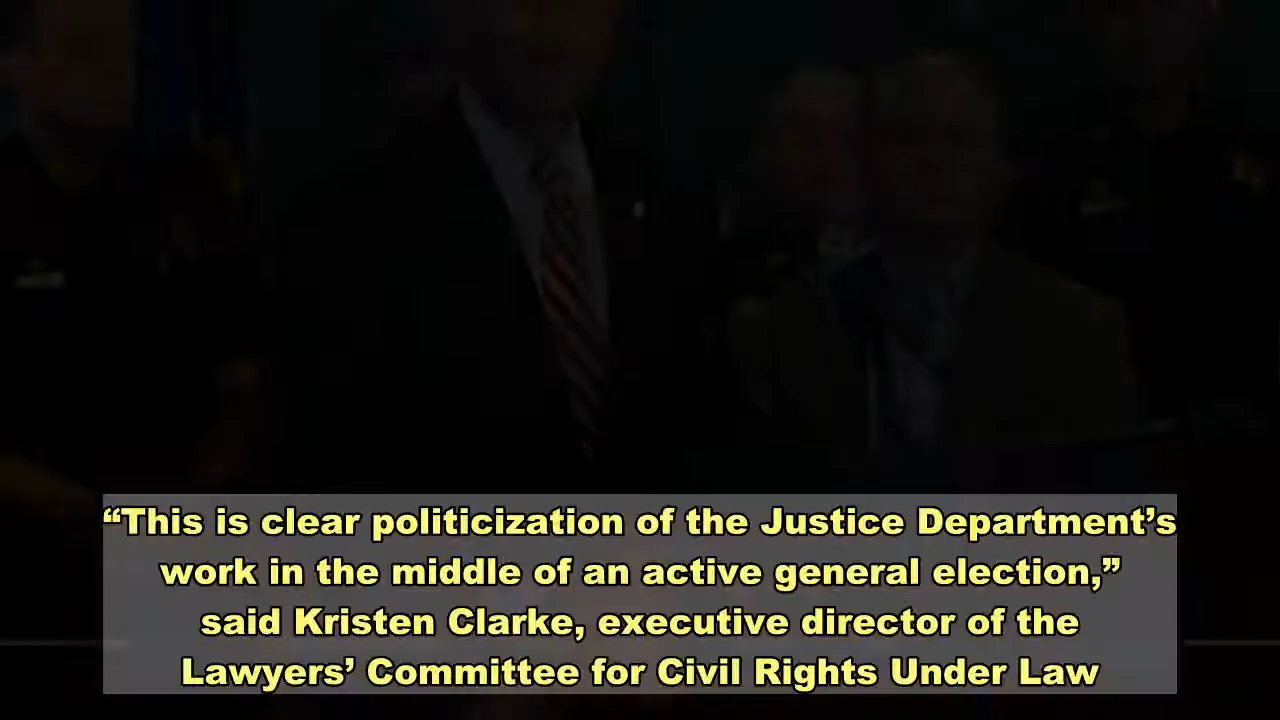 “This is clear politicization of the Justice Department’s
work in the middle of an active general election,”
said Kristen Clarke, executive director of the
Lawyers’ Committee for Civil Rights Under Law